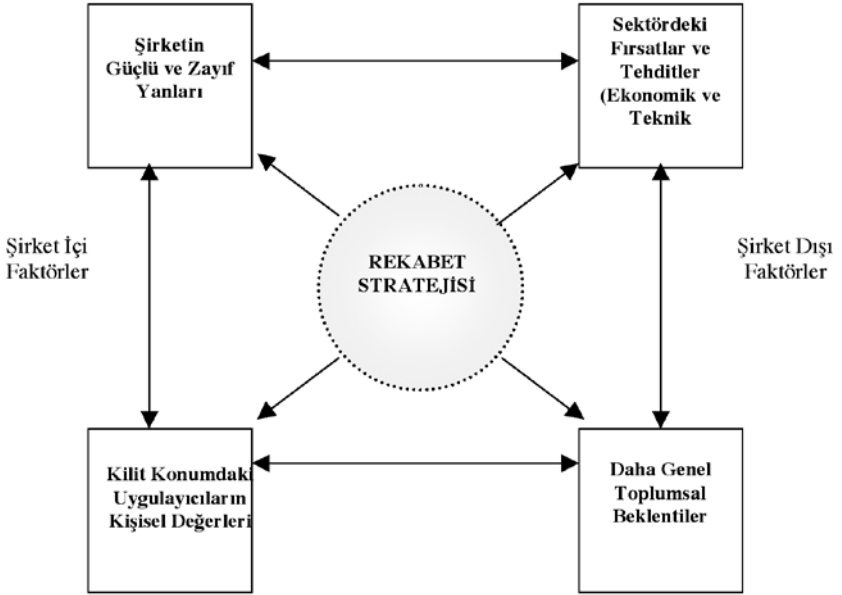 Şirketin
Güçlü ve Zayıf
Yanları
Sektördeki
Fırsatlar ve
Tehditler
(Ekonomik ve
Teknik
Şirket İçi
Faktörler
REKABET
STRATEJİSİ
Şirket Dışı
Faktörler
Kilit Konumdaki
Uygulayıcıların
Kişisel Değerleri
Daha Genel
Toplumsal
Beklentiler